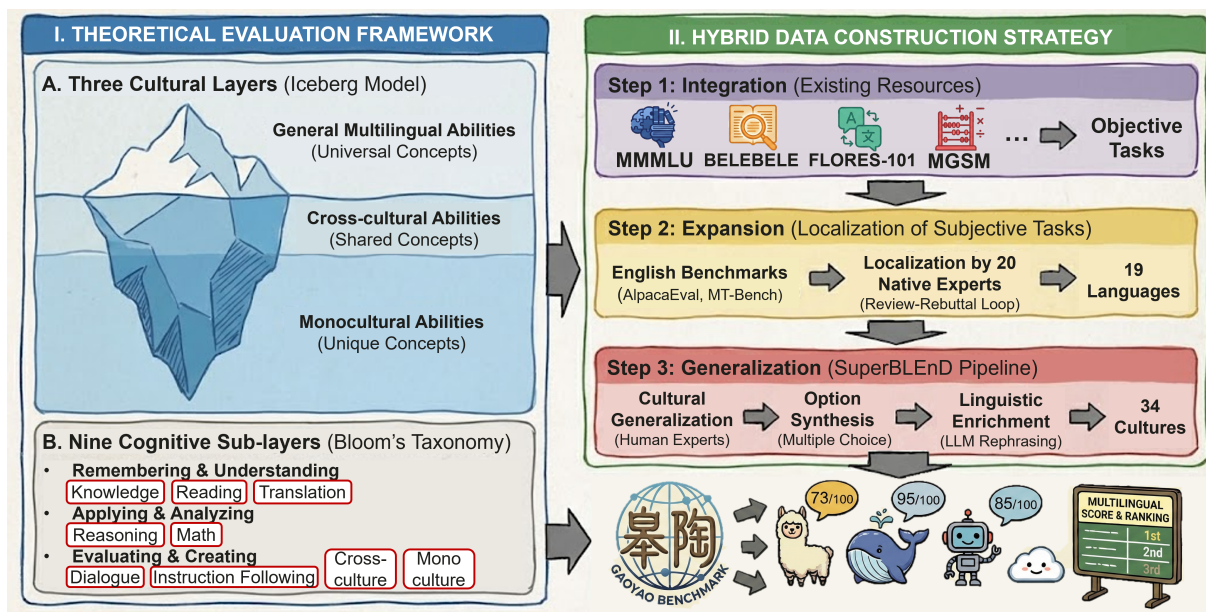 I. THEORETICAL EVALUATION FRAMEWORK
A. Three Cultural Layers (Iceberg Model)
General Multilingual Abilities
(Universal Concepts)
Cross-cultural Abilities
(Shared Concepts)
Monocultural Abilities
(Unique Concepts)
B. Nine Cognitive Sub-layers (Bloom's Taxonomy)
• Remembering & Understanding
Knowledge Reading Translation
• Applying & Analyzing
Reasoning Math
• Evaluating & Creating
Dialogue Instruction Following
Cross-
culture
Mono
culture
II. HYBRID DATA CONSTRUCTION STRATEGY
Step 1: Integration (Existing Resources)
A 文
MMMLU BELEBELE FLORES-101 MGSM ...
Objective
Tasks
Step 2: Expansion (Localization of Subjective Tasks)
English Benchmarks
(AlpacaEval, MT-Bench)
Localization by 20
Native Experts
(Review-Rebuttal Loop)
19
Languages
Step 3: Generalization (SuperBLEnD Pipeline)
Cultural
Generalization
(Human Experts)
Option
Synthesis
(Multiple Choice)
Linguistic
Enrichment
(LLM Rephrasing)
34
Cultures
皋陶
GAOYAO BENCHMARK
73/100
95/100
85/100
MULTILINGUAL
SCORE & RANKING
1st
2nd
3rd